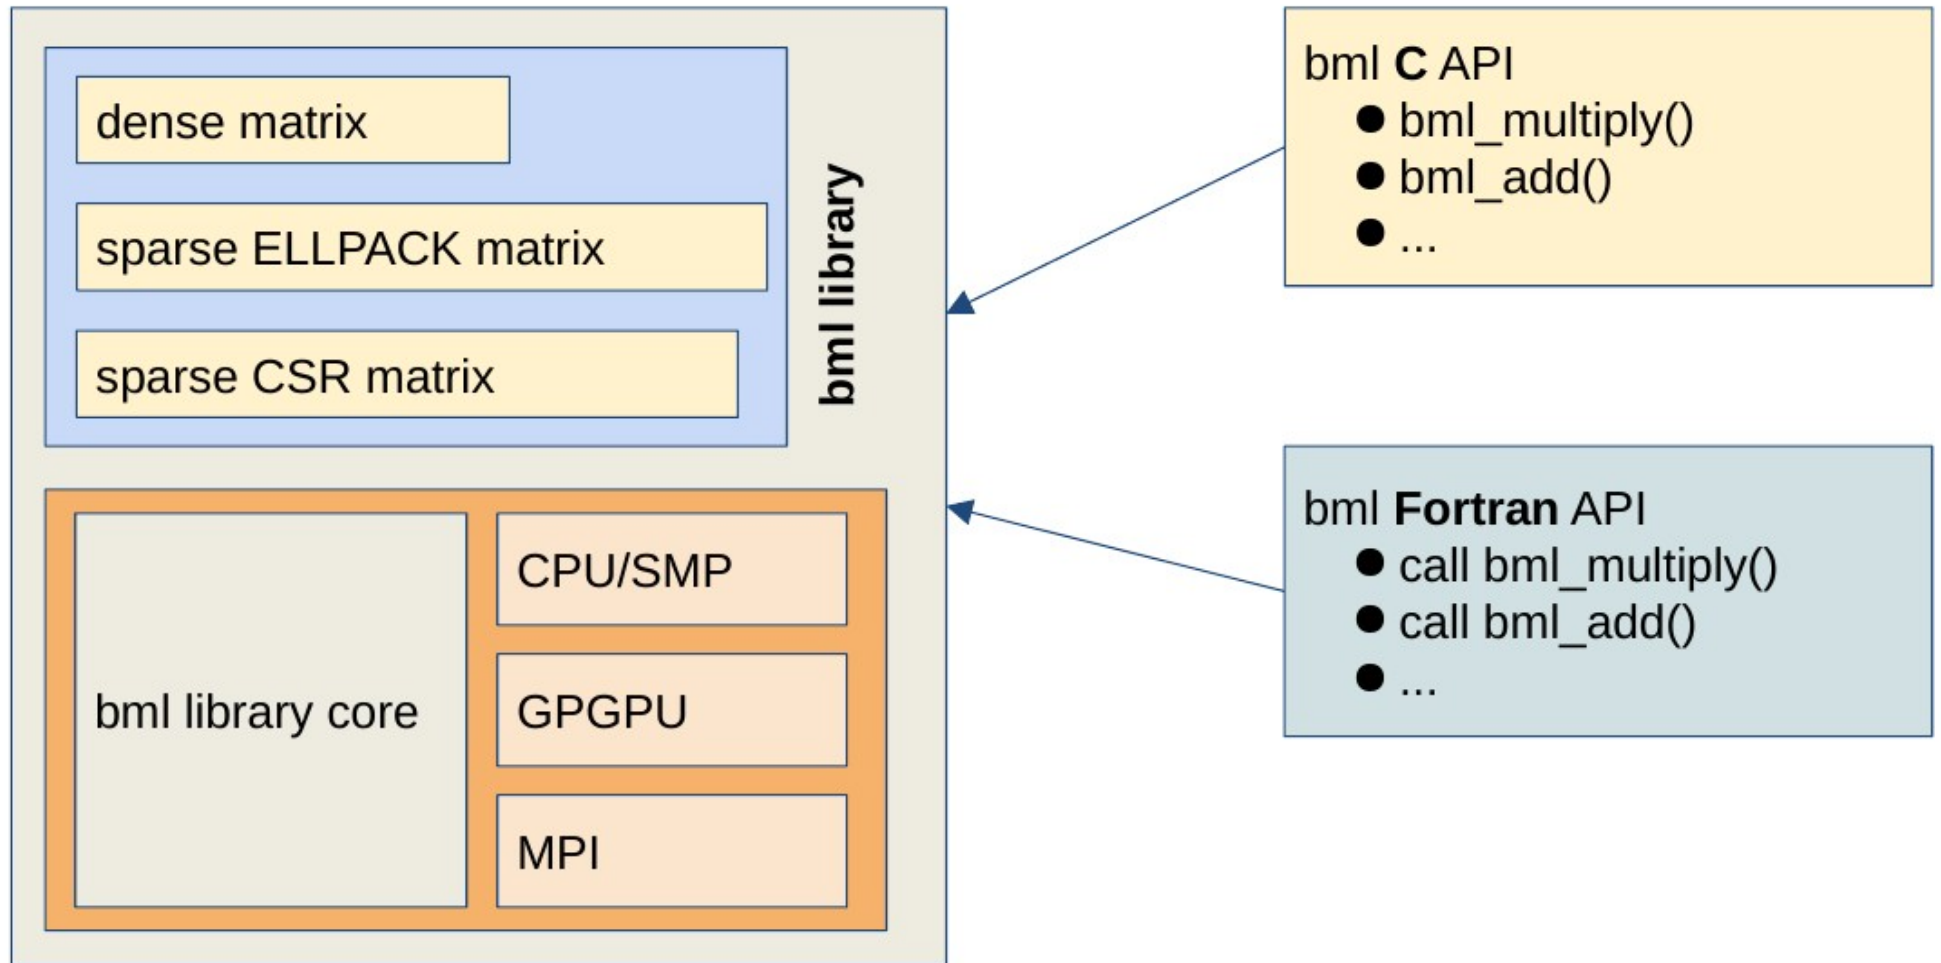 dense matrix
sparse ELLPACK matrix
sparse CSR matrix
bml library
bml library core
CPU/SMP
GPGPU
MPI
bml C API
● bml_multiply()
● bml_add()
● ...
bml Fortran API
● call bml_multiply()
● call bml_add()
● ...